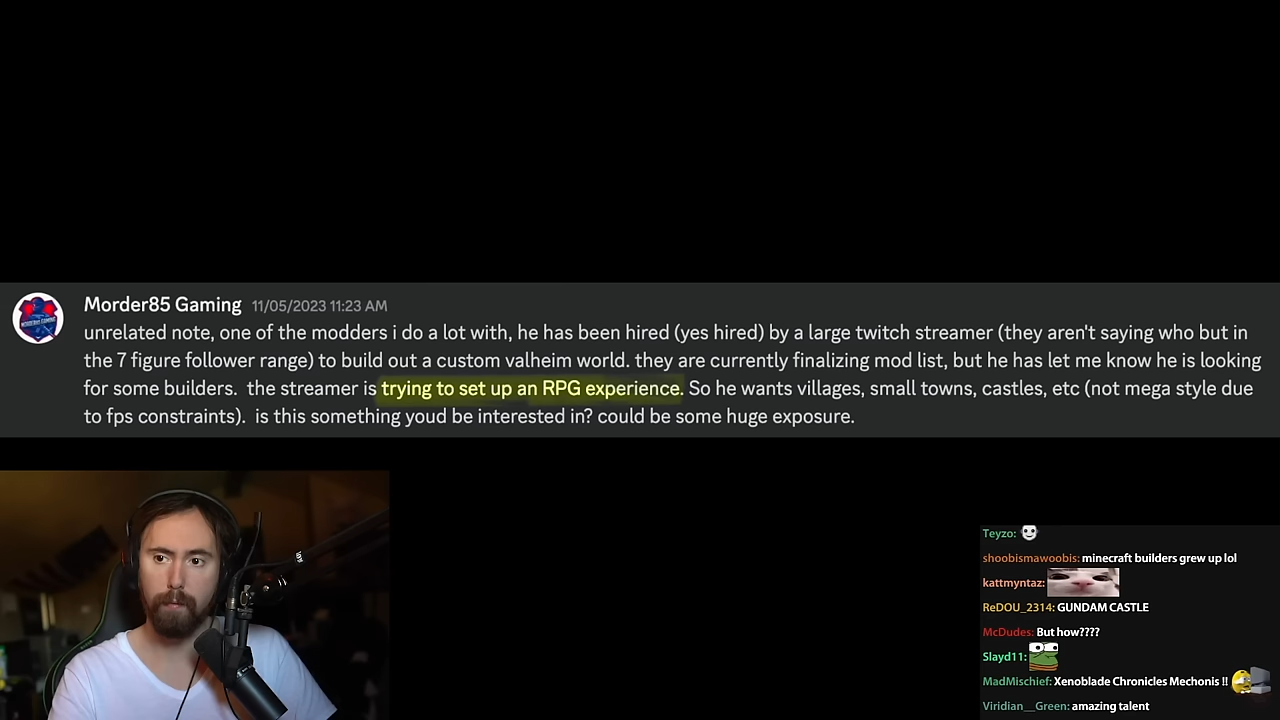 Morder85 Gaming 11/05/2023 11:23 AM
unrelated note, one of the modders i do a lot with, he has been hired (yes hired) by a large twitch streamer (they aren't saying who but in
the 7 figure follower range) to build out a custom valheim world. they are currently finalizing mod list, but he has let me know he is looking
for some builders.  the streamer is trying to set up an RPG experience. So he wants villages, small towns, castles, etc (not mega style due
to fps constraints).  is this something youd be interested in? could be some huge exposure.
Teyzo:
shoobismawoobis: minecraft builders grew up lol
kattmyntaz:
ReDOU_2314: GUNDAM CASTLE
McDudes: But how????
Slayd11:
MadMischief: Xenoblade Chronicles Mechonis !!
Viridian__Green: amazing talent